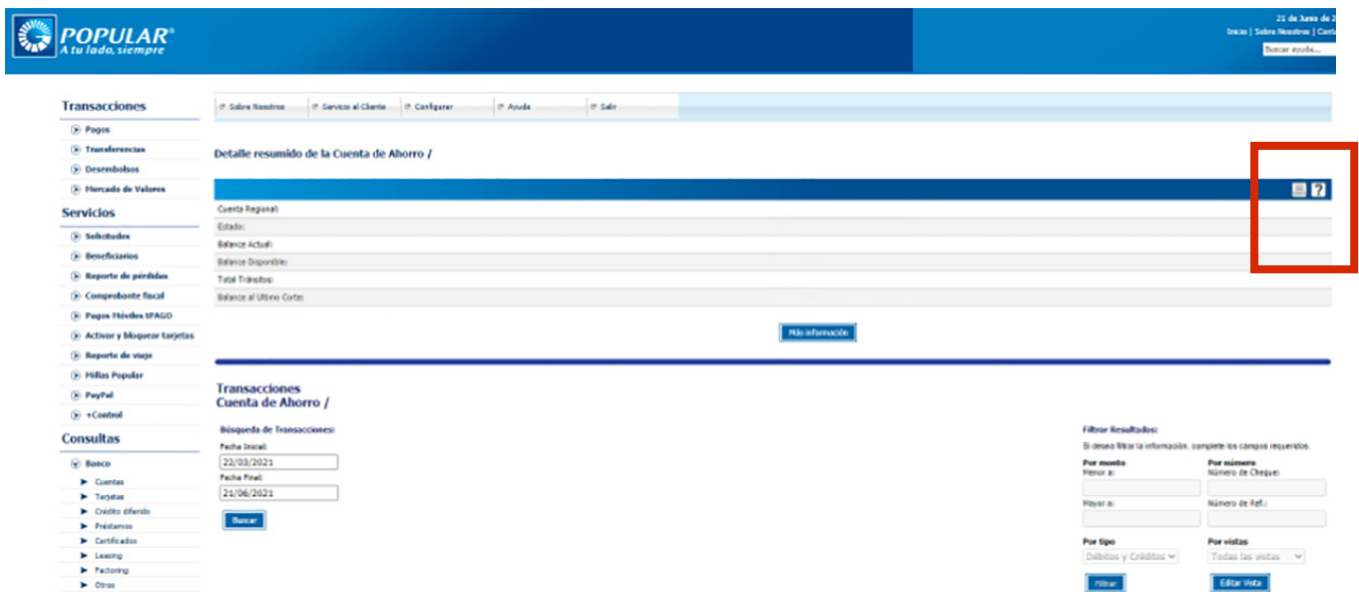 POPULAR®
A tu lado, siempre
21 de Junio de 2
Inicio | Sobre Nosotros | Conta
Buscar ayuda...
Sobre Nosotros
Servicio al Cliente
Configurar
Ayuda
Salir
Transacciones
Pagos
Transferencias
Desembolsos
Mercado de Valores
Servicios
Solicitudes
Beneficiarios
Reporte de pérdidas
Comprobante fiscal
Pagos Móviles tPAGO
Activar y bloquear tarjetas
Reporte de viaje
Millas Popular
PayPal
+Control
Consultas
Banco
Cuentas
Tarjetas
Crédito diferido
Préstamos
Certificados
Leasing
Factoring
Otros
Detalle resumido de la Cuenta de Ahorro /
?
Cuenta Regional:
Estado:
Balance Actual:
Balance Disponible:
Total Tránsitos:
Balance al Ultimo Corte:
Más información
Transacciones
Cuenta de Ahorro /
Búsqueda de Transacciones:
Fecha Inicial:
22/03/2021
Fecha Final:
21/06/2021
Buscar
Filtrar Resultados:
Si desea filtrar la información, complete los campos requeridos.
Por monto
Menor a:
Mayor a:
Por número
Número de Cheque:
Número de Ref.:
Por tipo
Débitos y Créditos
Por vistas
Todas las vistas
Filtrar
Editar Vista